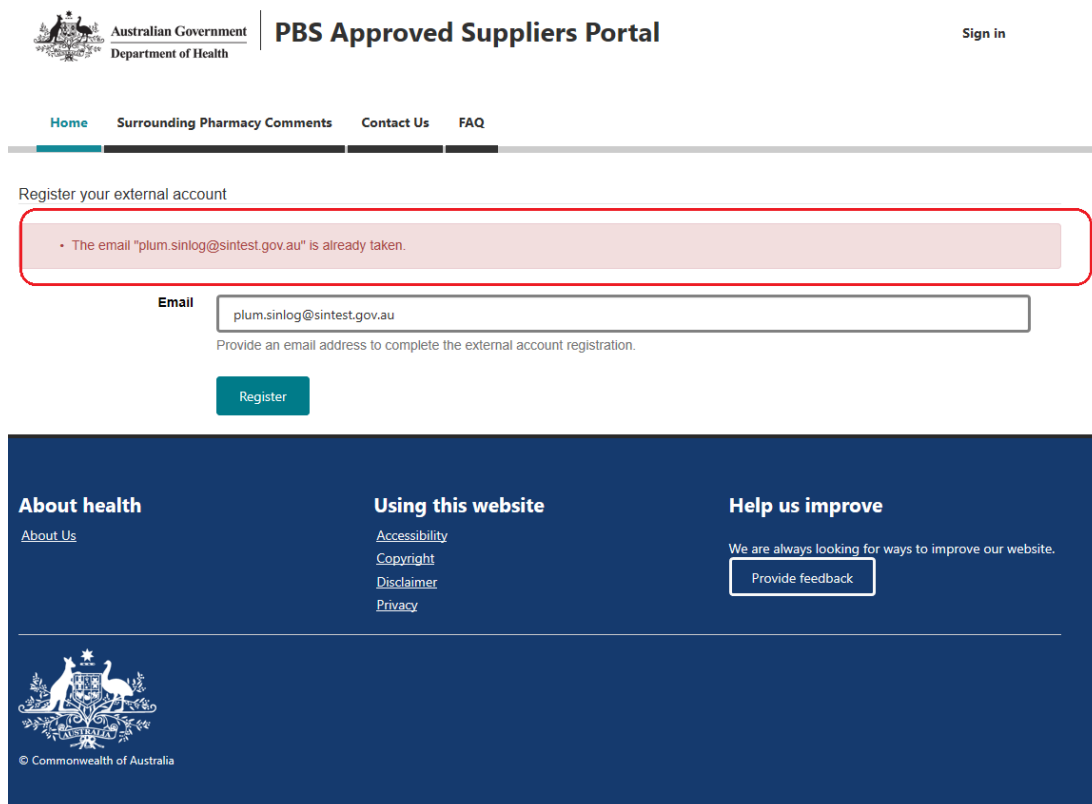 Australian Government
Department of Health
PBS Approved Suppliers Portal
Sign in
Home Surrounding Pharmacy Comments Contact Us FAQ
Register your external account
• The email "plum.sinlog@sintest.gov.au" is already taken.
Email
plum.sinlog@sintest.gov.au
Provide an email address to complete the external account registration.
Register
About health
About Us
Using this website
Accessibility
Copyright
Disclaimer
Privacy
Help us improve
We are always looking for ways to improve our website.
Provide feedback
AUSTRALIA
© Commonwealth of Australia